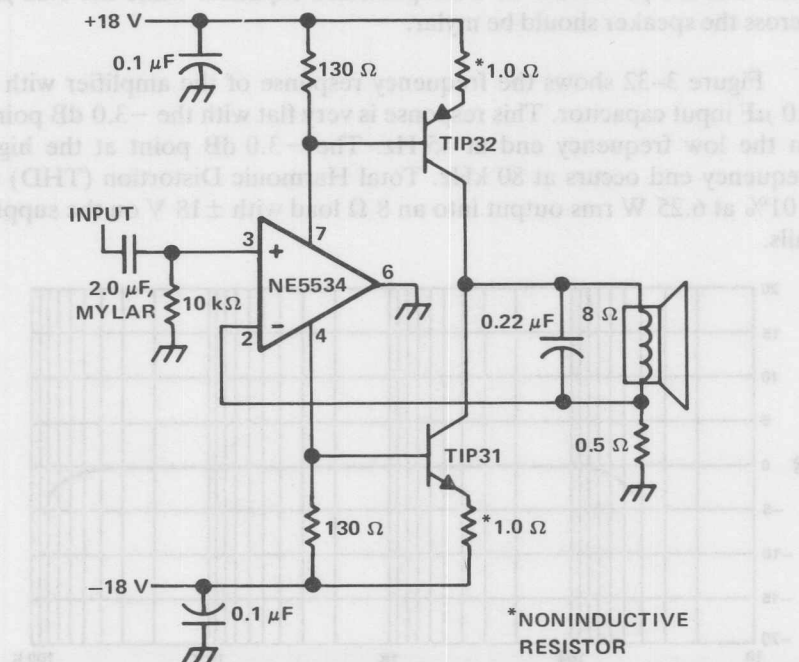 +18 V
0.1 µF
130 Ω
*1.0 Ω
TIP32
INPUT
3
+
7
2.0 µF,
MYLAR
10 kΩ
NE5534
6
2
-
4
0.22 µF
8 Ω
0.5 Ω
TIP31
130 Ω
*1.0 Ω
-18 V
0.1 µF
*NONINDUCTIVE
RESISTOR